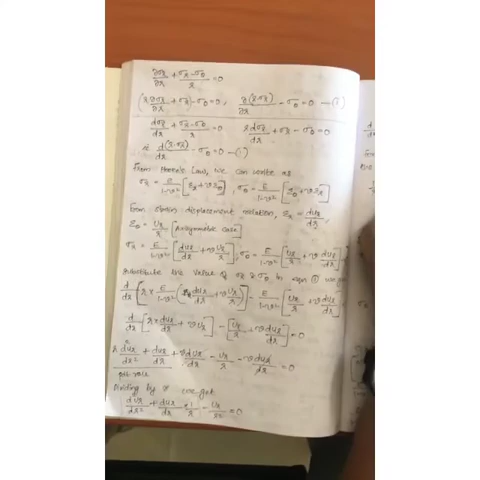 ∂σr/∂r + (σr-σθ)/r = 0
(r ∂σr/∂r + σr) - σθ = 0, ∂(r·σr)/∂r - σθ = 0 —(1)
dσr/dr + (σr-σθ)/r = 0 r dσr/dr + σr - σθ = 0
d(r·σr)/dr - σθ = 0 —(1)
From Hooke's Law, we can write as
σr = E/(1-ν²) [εr+νεθ], σθ = E/(1-ν²) [εθ+νεr]
From strain displacement relation, εr = dur/dr,
εθ = ur/r [Axisymmetric case]
σr = E/(1-ν²) [dur/dr + ν ur/r], σθ = E/(1-ν²) [ur/r + ν dur/dr]
Substitute the value of σr & σθ in eqn ① we
d/dr [r × E/(1-ν²) (dur/dr + ν ur/r)] - E/(1-ν²) [ur/r + ν dur/dr] =
d/dr [r × dur/dr + ν ur] - [ur/r + ν dur/dr] = 0
r d²ur/dr² + dur/dr + ν dur/dr - ur/r - ν dur/dr = 0
Dividing by 'r' we get
d²ur/dr² + dur/dr × 1/r - ur/r² = 0